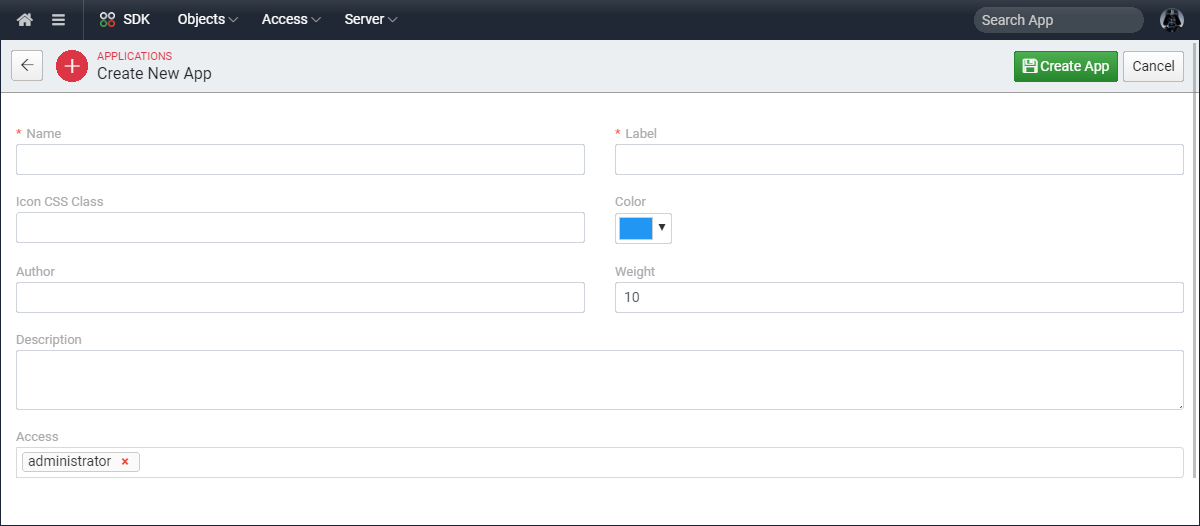 SDK Objects Access Server Search App
APPLICATIONS
Create New App
Create App Cancel
* Name
* Label
Icon CSS Class
Color
Author
Weight
10
Description
Access
administrator ×